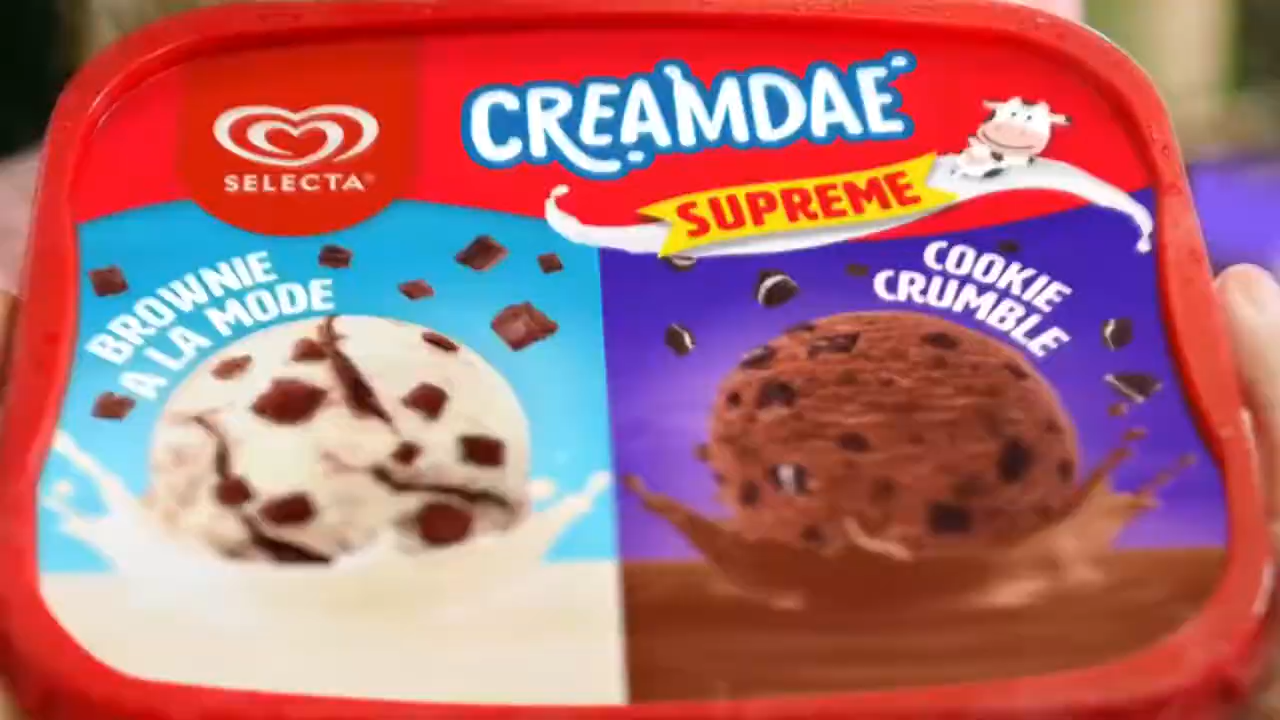 SELECTA
CREAMDAE
SUPREME
BROWNIE
A LA MODE
COOKIE
CRUMBLE